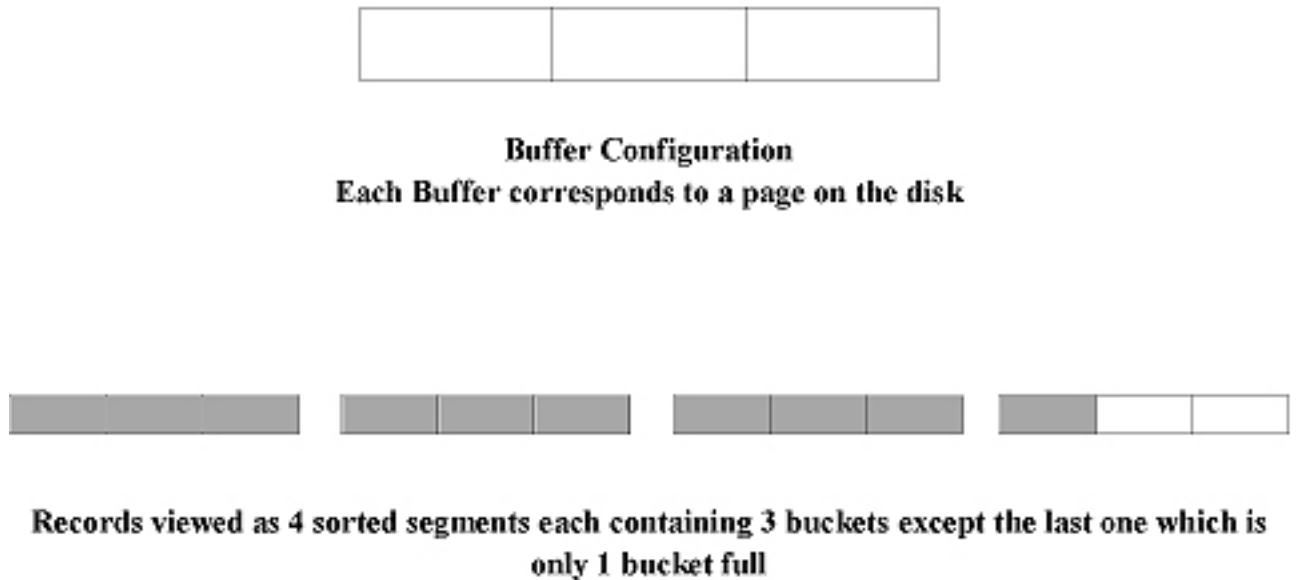 Buffer Configuration
Each Buffer corresponds to a page on the disk
Records viewed as 4 sorted segments each containing 3 buckets except the last one which is
only 1 bucket full